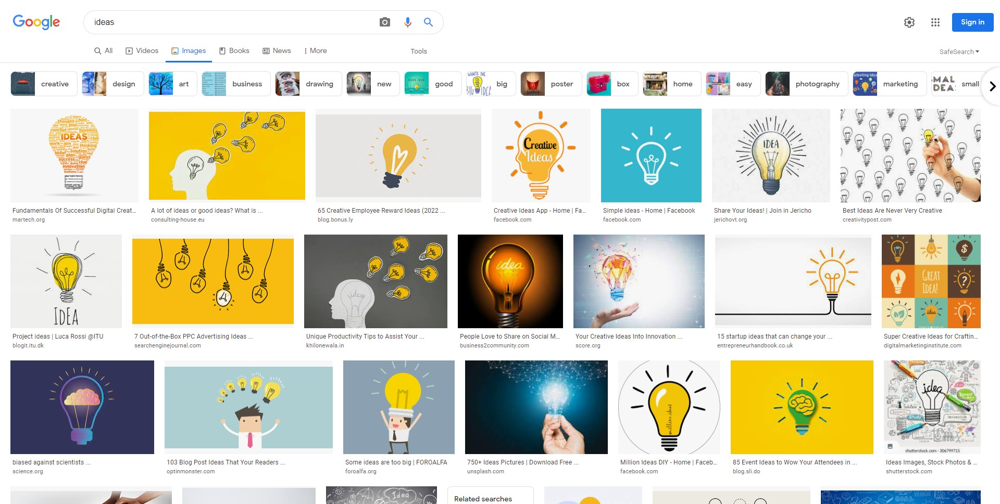 Google
ideas
Sign in
All
Videos
Images
Books
News
More
Tools
SafeSearch
creative
design
art
business
drawing
new
good
big
poster
box
home
easy
photography
marketing
small
IDEAS
Creative
Ideas
IDEA
Fundamentals Of Successful Digital Creat...
martech.org
A lot of ideas or good ideas? What is ...
consulting-house.eu
65 Creative Employee Reward Ideas (2022 ...
blog.bonus.ly
Creative Ideas App - Home | Fa...
facebook.com
Simple ideas - Home | Facebook
facebook.com
Share Your Ideas! | Join in Jericho
jerichovt.org
Best Ideas Are Never Very Creative
creativitypost.com
IDEA
idea
idea
GREAT
IDEA!
idea
Project ideas | Luca Rossi @ITU
blogit.itu.dk
7 Out-of-the-Box PPC Advertising Ideas ...
searchenginejournal.com
Unique Productivity Tips to Assist Your ...
khilonewala.in
People Love to Share on Social M...
business2community.com
Your Creative Ideas Into Innovation ...
score.org
15 startup ideas that can change your ...
entrepreneurhandbook.co.uk
Super Creative Ideas for Craftin...
digitalmarketinginstitute.com
million ideas
idea
shutterstock.com • 306799715
biased against scientists ...
science.org
103 Blog Post Ideas That Your Readers ...
optinmonster.com
Some ideas are too big | FOROALFA
foroalfa.org
750+ Ideas Pictures | Download Free ...
unsplash.com
Million Ideas DIY - Home | Faceb...
facebook.com
85 Event Ideas to Wow Your Attendees in ...
blog.sli.do
Ideas Images, Stock Photos & ...
shutterstock.com
Idea
Related searches